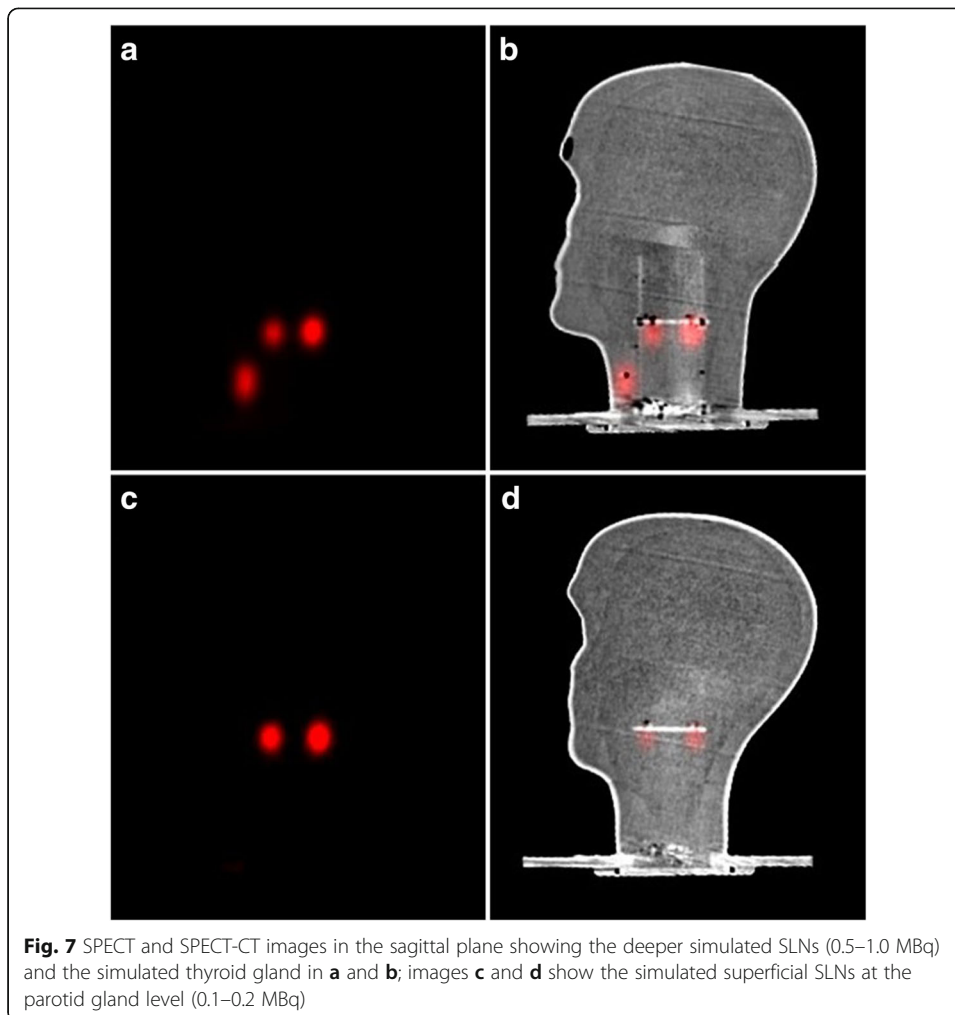 a
b
c
d
Fig. 7 SPECT and SPECT-CT images in the sagittal plane showing the deeper simulated SLNs (0.5–1.0 MBq)
and the simulated thyroid gland in a and b; images c and d show the simulated superficial SLNs at the
parotid gland level (0.1–0.2 MBq)